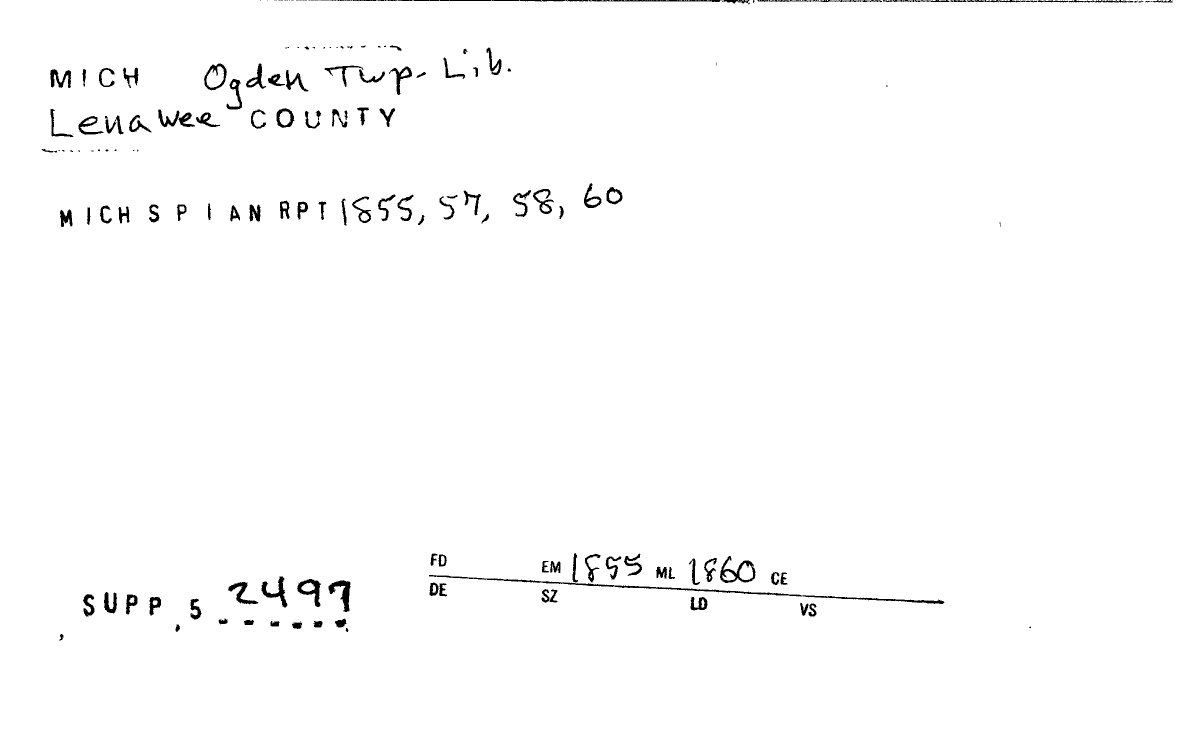 MICH Ogden Twp. Lib.
Lenawee COUNTY
MICH S P I AN RPT 1855, 57, 58, 60
FD EM 1855 ML 1860 CE
DE SZ LD VS
SUPP, 5 2497